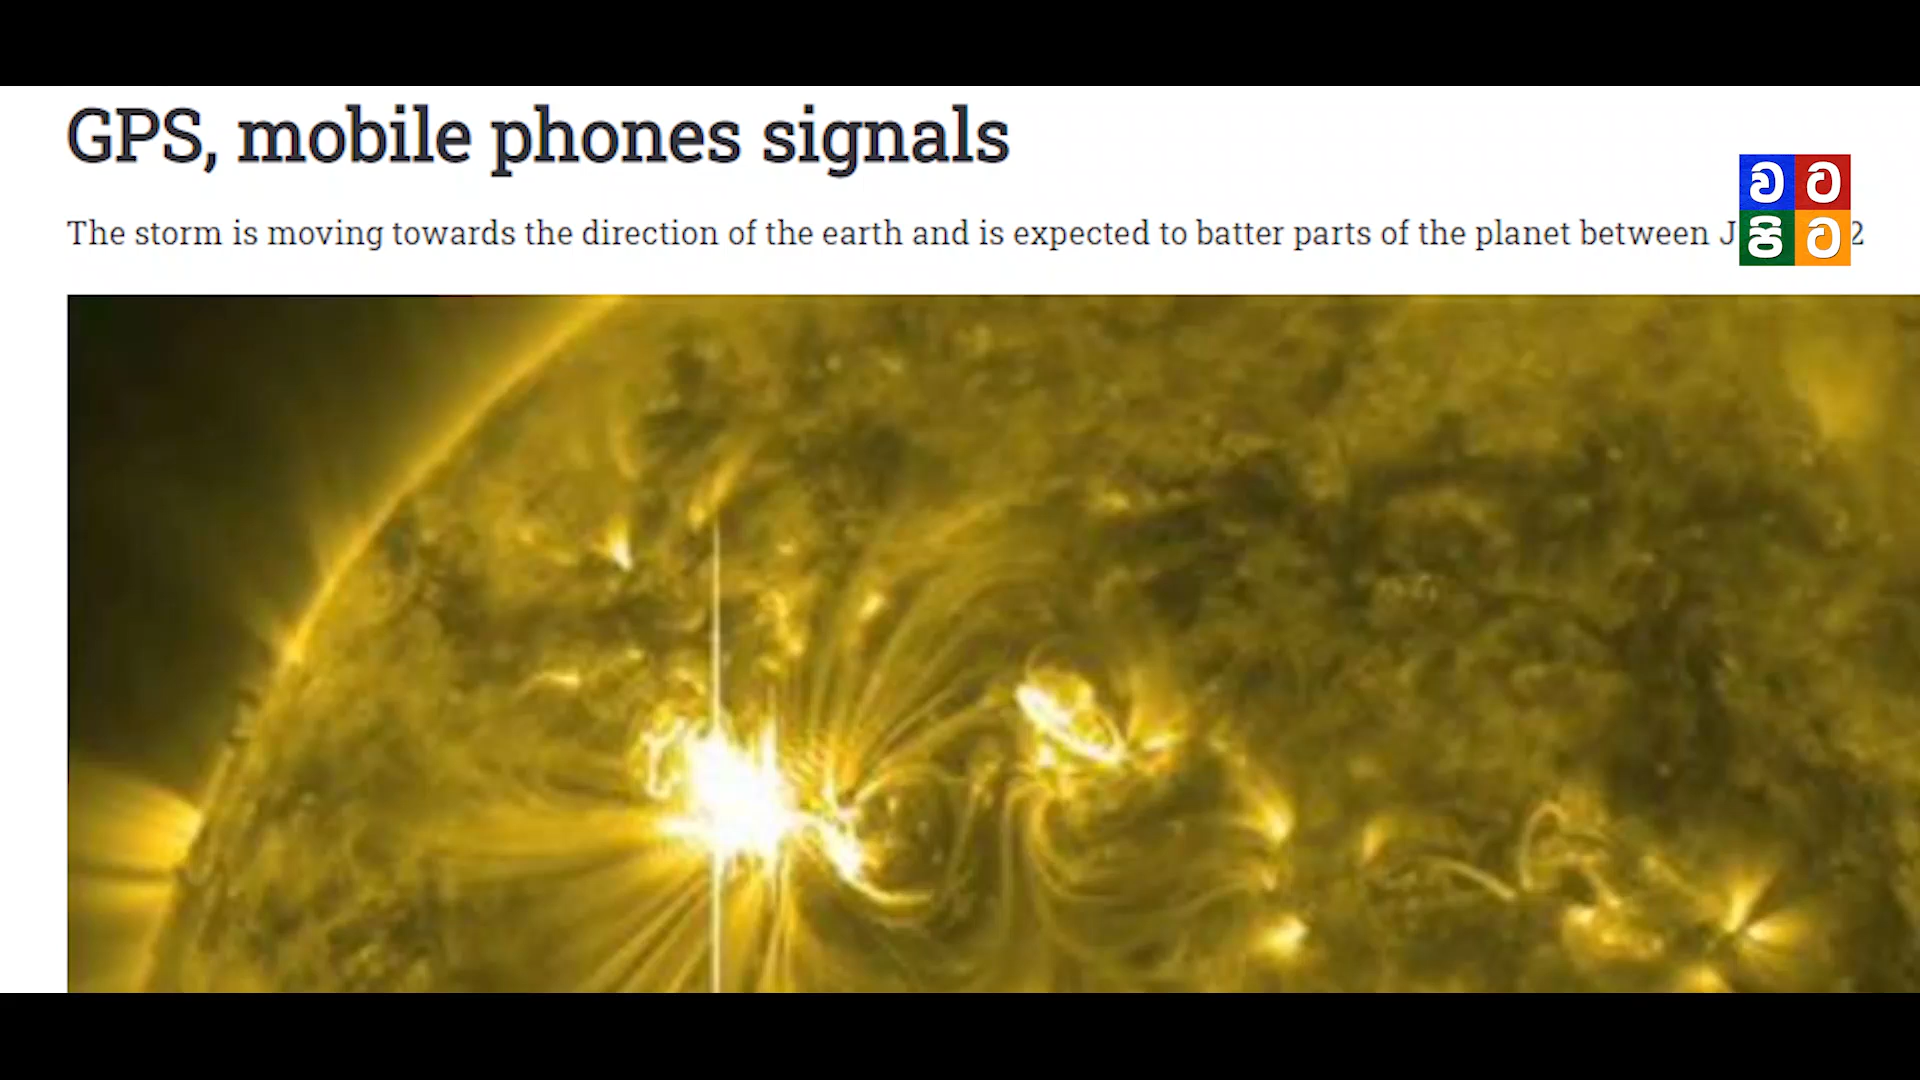 GPS, mobile phones signals
The storm is moving towards the direction of the earth and is expected to batter parts of the planet between J 2